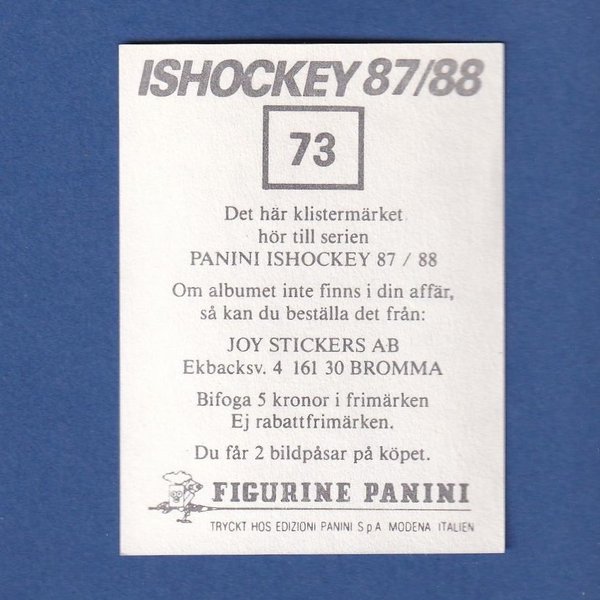 ISHOCKEY 87/88
73
Det här klistermärket
hör till serien
PANINI ISHOCKEY 87 / 88
Om albumet inte finns i din affär,
så kan du beställa det från:
JOY STICKERS AB
Ekbacksv. 4 161 30 BROMMA
Bifoga 5 kronor i frimärken
Ej rabattfrimärken.
Du får 2 bildpåsar på köpet.
FIGURINE PANINI
TRYCKT HOS EDIZIONI PANINI S p A MODENA ITALIEN